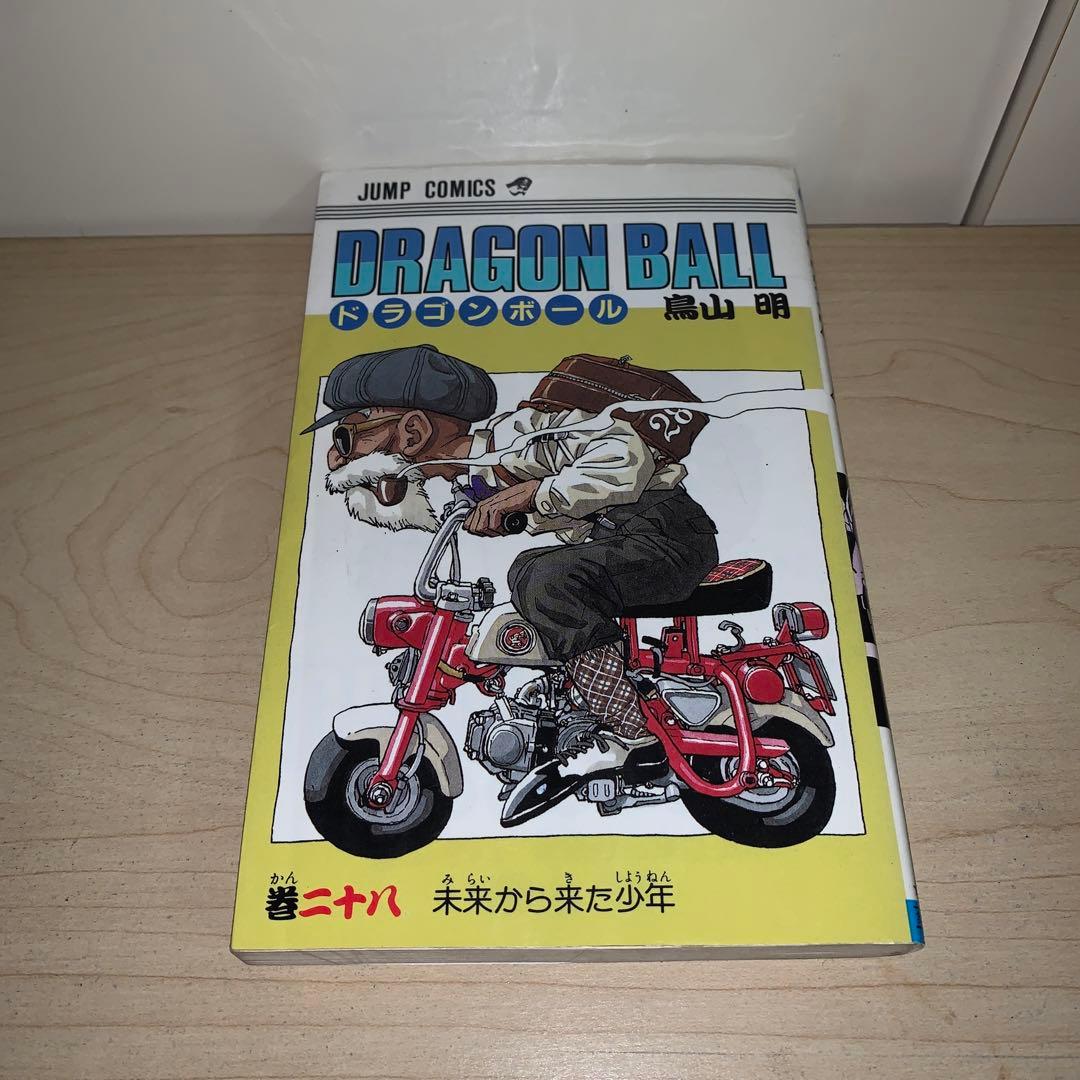 JUMP COMICS
DRAGON BALL
ドラゴンボール 鳥山 明
28
かん みらい き しょうねん
巻二十八 未来から来た少年